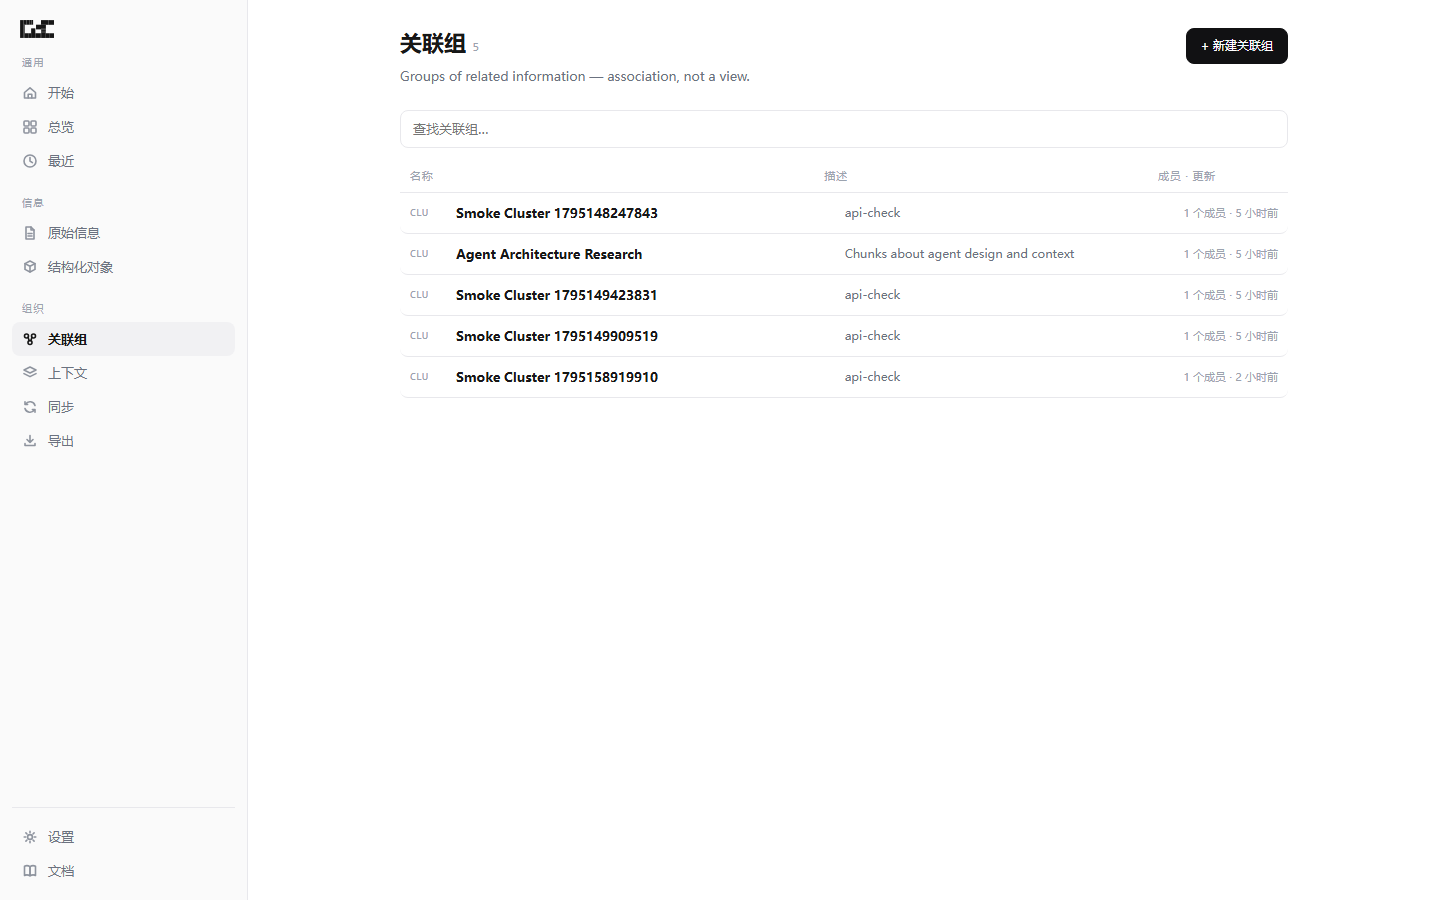 通用
开始
总览
最近
信息
原始信息
结构化对象
组织
关联组
上下文
同步
导出
设置
文档
关联组 5
+ 新建关联组
Groups of related information — association, not a view.
查找关联组...
名称 描述 成员 · 更新
CLU Smoke Cluster 1795148247843 api-check 1 个成员 · 5 小时前
CLU Agent Architecture Research Chunks about agent design and context 1 个成员 · 5 小时前
CLU Smoke Cluster 1795149423831 api-check 1 个成员 · 5 小时前
CLU Smoke Cluster 1795149909519 api-check 1 个成员 · 5 小时前
CLU Smoke Cluster 1795158919910 api-check 1 个成员 · 2 小时前